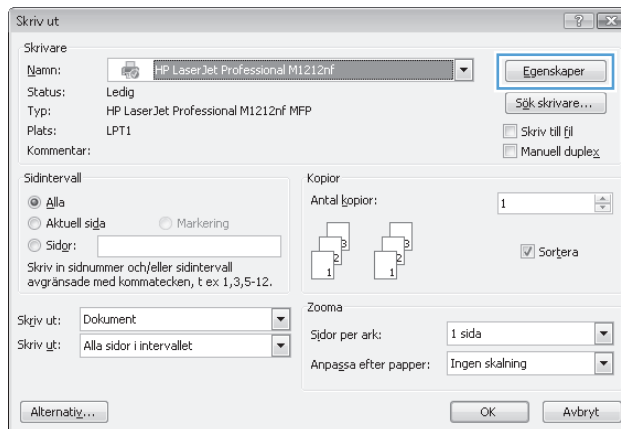 Skriv ut
Skrivare
Namn: HP LaserJet Professional M1212nf
Egenskaper
Status: Ledig
Sök skrivare...
Typ: HP LaserJet Professional M1212nf MFP
Plats: LPT1
Skriv till fil
Kommentar:
Manuell duplex
Sidintervall
Alla
Aktuell sida
Markering
Sidor:
Skriv in sidnummer och/eller sidintervall
avgränsade med kommatecken, t ex 1,3,5-12.
Kopior
Antal kopior: 1
3
2
1
3
2
1
Sortera
Skriv ut: Dokument
Skriv ut: Alla sidor i intervallet
Zooma
Sidor per ark: 1 sida
Anpassa efter papper: Ingen skalning
Alternativ...
OK
Avbryt